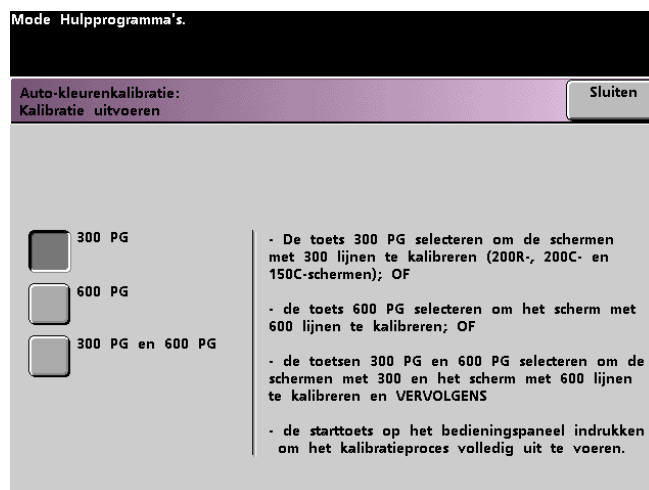 Mode Hulpprogramma's.
Auto-kleurenkalibratie:
Kalibratie uitvoeren
Sluiten
300 PG
600 PG
300 PG en 600 PG
- De toets 300 PG selecteren om de schermen
met 300 lijnen te kalibreren (200R-, 200C- en
150C-schermen); OF
- de toets 600 PG selecteren om het scherm met
600 lijnen te kalibreren; OF
- de toetsen 300 PG en 600 PG selecteren om de
schermen met 300 en het scherm met 600 lijnen
te kalibreren en VERVOLGENS
- de starttoets op het bedieningspaneel indrukken
om het kalibratieproces volledig uit te voeren.